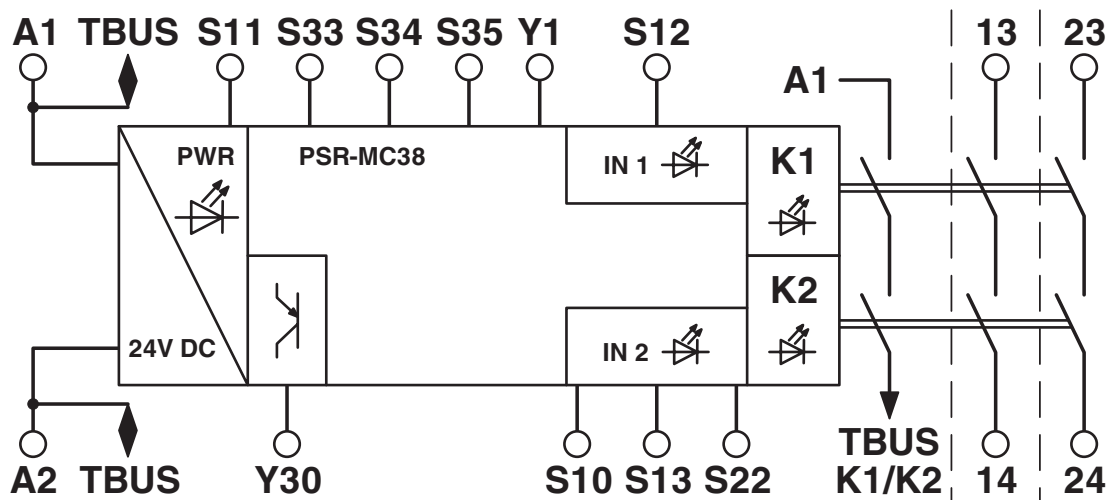 A1 TBUS S11 S33 S34 S35 Y1 S12 13 23
A1
PWR PSR-MC38 IN 1 K1
K2
24V DC IN 2
TBUS
A2 TBUS Y30 S10 S13 S22 K1/K2 14 24